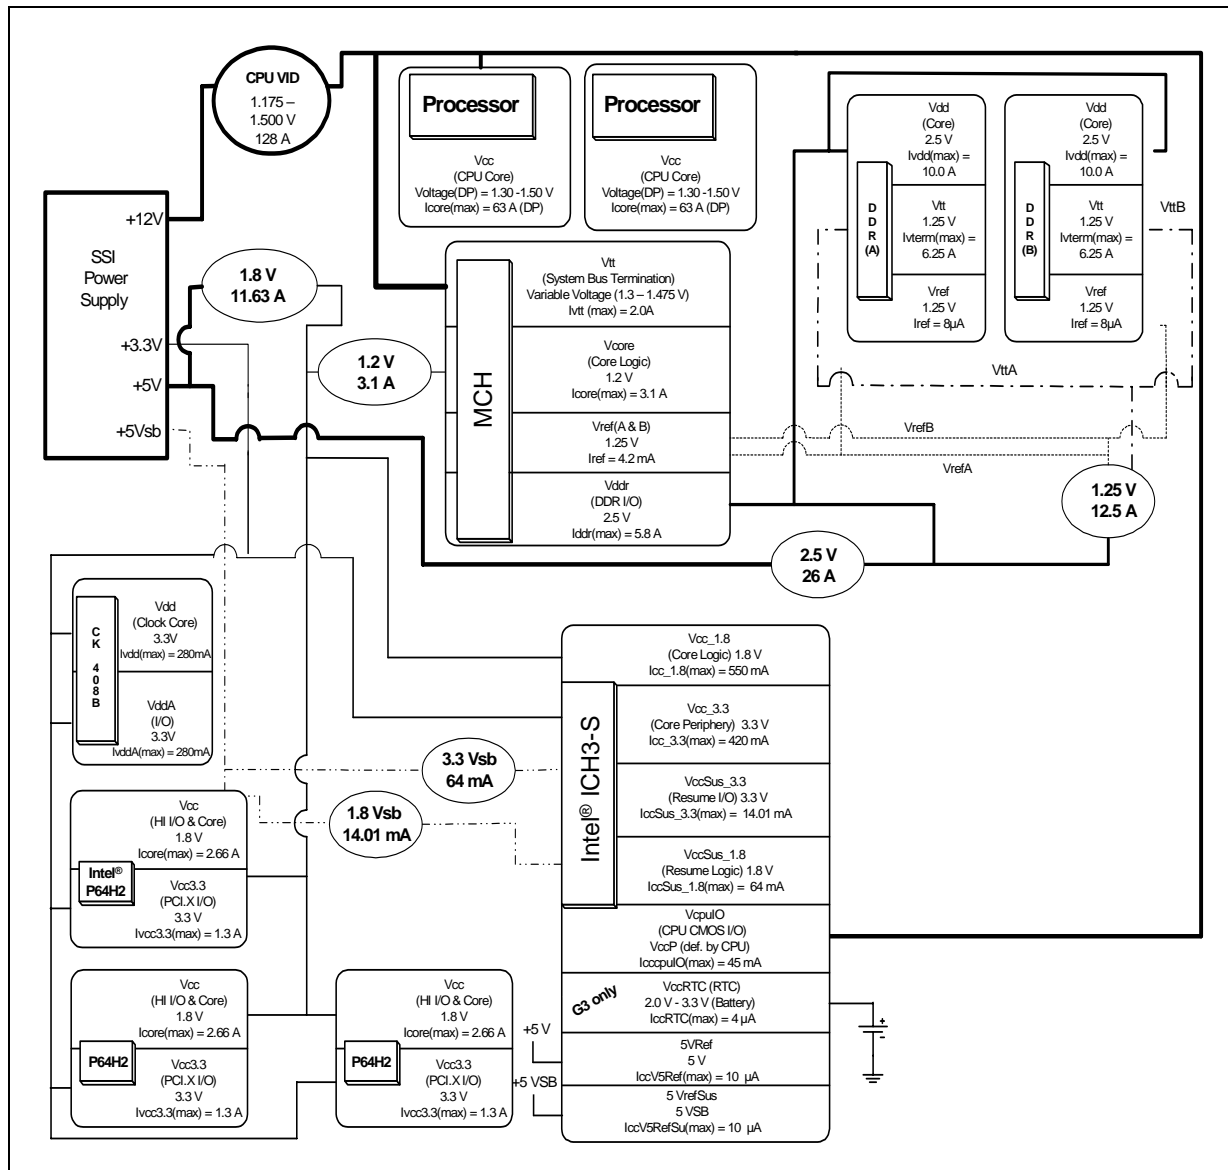 CPU VID
1.175 –
1.500 V
128 A
Processor
Vcc
(CPU Core)
Voltage(DP) = 1.30 -1.50 V
Icore(max) = 63 A (DP)
Processor
Vcc
(CPU Core)
Voltage(DP) = 1.30 -1.50 V
Icore(max) = 63 A (DP)
Vdd
(Core)
2.5 V
Ivdd(max) =
10.0 A
D
D
R
(A)
Vtt
1.25 V
Ivterm(max) =
6.25 A
Vref
1.25 V
Iref = 8µA
Vdd
(Core)
2.5 V
Ivdd(max) =
10.0 A
D
D
R
(B)
Vtt
1.25 V
Ivterm(max) =
6.25 A
Vref
1.25 V
Iref = 8µA
VttB
VttA
SSI
Power
Supply
+12V
+3.3V
+5V
+5Vsb
1.8 V
11.63 A
1.2 V
3.1 A
MCH
Vtt
(System Bus Termination)
Variable Voltage (1.3 – 1.475 V)
Ivtt (max) = 2.0A
Vcore
(Core Logic)
1.2 V
Icore(max) = 3.1 A
Vref(A & B)
1.25 V
Iref = 4.2 mA
Vddr
(DDR I/O)
2.5 V
Iddr(max) = 5.8 A
VrefB
VrefA
1.25 V
12.5 A
2.5 V
26 A
CK 408B
Vdd
(Clock Core)
3.3V
Ivdd(max) = 280mA
VddA
(I/O)
3.3V
IvddA(max) = 280mA
3.3 Vsb
64 mA
1.8 Vsb
14.01 mA
Intel® ICH3-S
Vcc_1.8
(Core Logic) 1.8 V
Icc_1.8(max) = 550 mA
Vcc_3.3
(Core Periphery) 3.3 V
Icc_3.3(max) = 420 mA
VccSus_3.3
(Resume I/O) 3.3 V
IccSus_3.3(max) = 14.01 mA
VccSus_1.8
(Resume Logic) 1.8 V
IccSus_1.8(max) = 64 mA
VcpuIO
(CPU CMOS I/O)
VccP (def. by CPU)
IcccpuIO(max) = 45 mA
G3 only
VccRTC (RTC)
2.0 V - 3.3 V (Battery)
IccRTC(max) = 4 µA
+5 V
5VRef
5 V
IccV5Ref(max) = 10 µA
+5 VSB
5 VrefSus
5 VSB
IccV5RefSu(max) = 10 µA
+
-
Vcc
(HI I/O & Core)
1.8 V
Icore(max) = 2.66 A
Intel®
P64H2
Vcc3.3
(PCI.X I/O)
3.3 V
Ivcc3.3(max) = 1.3 A
Vcc
(HI I/O & Core)
1.8 V
Icore(max) = 2.66 A
P64H2
Vcc3.3
(PCI.X I/O)
3.3 V
Ivcc3.3(max) = 1.3 A
Vcc
(HI I/O & Core)
1.8 V
Icore(max) = 2.66 A
P64H2
Vcc3.3
(PCI.X I/O)
3.3 V
Ivcc3.3(max) = 1.3 A